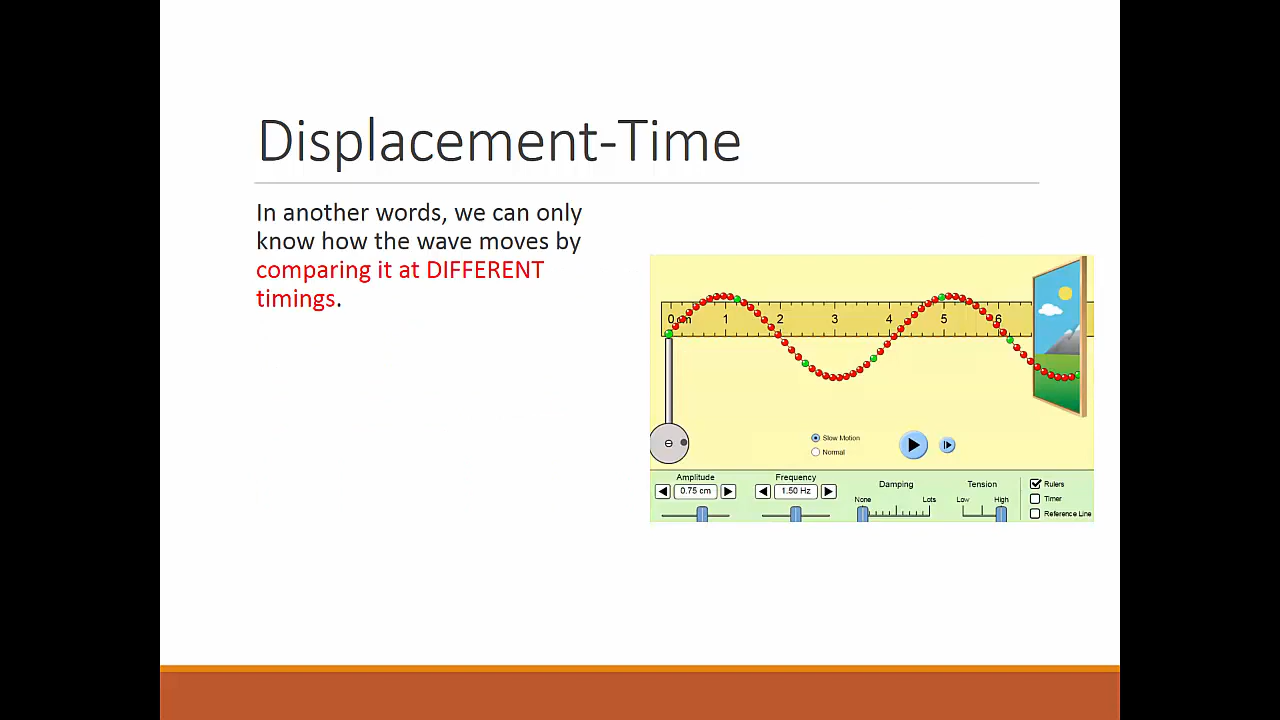 Displacement-Time
In another words, we can only
know how the wave moves by
comparing it at DIFFERENT
timings.
0 cm 1 2 3 4 5 6
Slow Motion
Normal
Amplitude
0.75 cm
Frequency
1.50 Hz
Damping
None Lots
Tension
Low High
Rulers
Timer
Reference Line